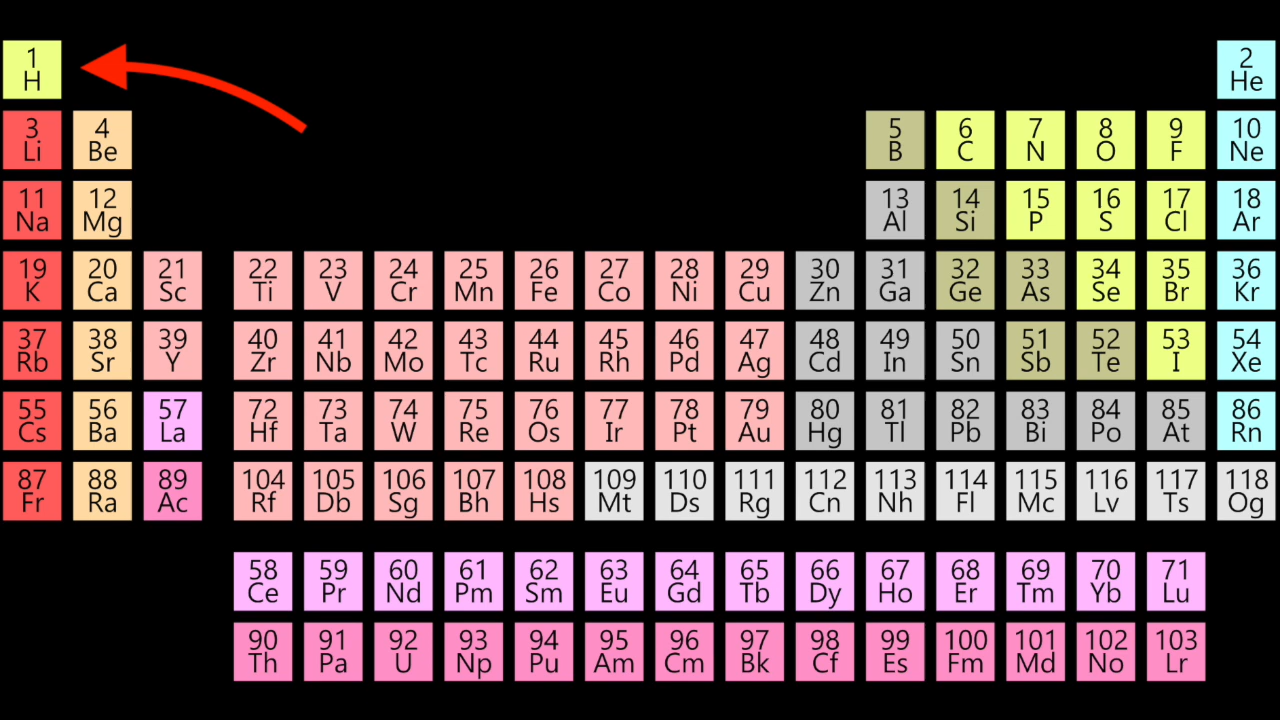 1 2
H He
3 4 5 6 7 8 9 10
Li Be B C N O F Ne
11 12 13 14 15 16 17 18
Na Mg Al Si P S Cl Ar
19 20 21 22 23 24 25 26 27 28 29 30 31 32 33 34 35 36
K Ca Sc Ti V Cr Mn Fe Co Ni Cu Zn Ga Ge As Se Br Kr
37 38 39 40 41 42 43 44 45 46 47 48 49 50 51 52 53 54
Rb Sr Y Zr Nb Mo Tc Ru Rh Pd Ag Cd In Sn Sb Te I Xe
55 56 57 72 73 74 75 76 77 78 79 80 81 82 83 84 85 86
Cs Ba La Hf Ta W Re Os Ir Pt Au Hg Tl Pb Bi Po At Rn
87 88 89 104 105 106 107 108 109 110 111 112 113 114 115 116 117 118
Fr Ra Ac Rf Db Sg Bh Hs Mt Ds Rg Cn Nh Fl Mc Lv Ts Og
58 59 60 61 62 63 64 65 66 67 68 69 70 71
Ce Pr Nd Pm Sm Eu Gd Tb Dy Ho Er Tm Yb Lu
90 91 92 93 94 95 96 97 98 99 100 101 102 103
Th Pa U Np Pu Am Cm Bk Cf Es Fm Md No Lr